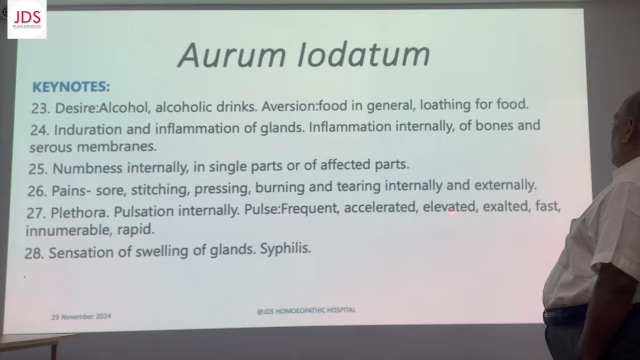 JDS
Aurum Iodatum
KEYNOTES:
23. Desire:Alcohol, alcoholic drinks. Aversion:food in general, loathing for food.
24. Induration and inflammation of glands. Inflammation internally, of bones and
serous membranes.
25. Numbness internally, in single parts or of affected parts.
26. Pains- sore, stitching, pressing, burning and tearing internally and externally.
27. Plethora. Pulsation internally. Pulse:Frequent, accelerated, elevated, exalted, fast,
innumerable, rapid.
28. Sensation of swelling of glands. Syphilis.
.
29 November 2024
@JDS HOMOEOPATHIC HOSPITAL